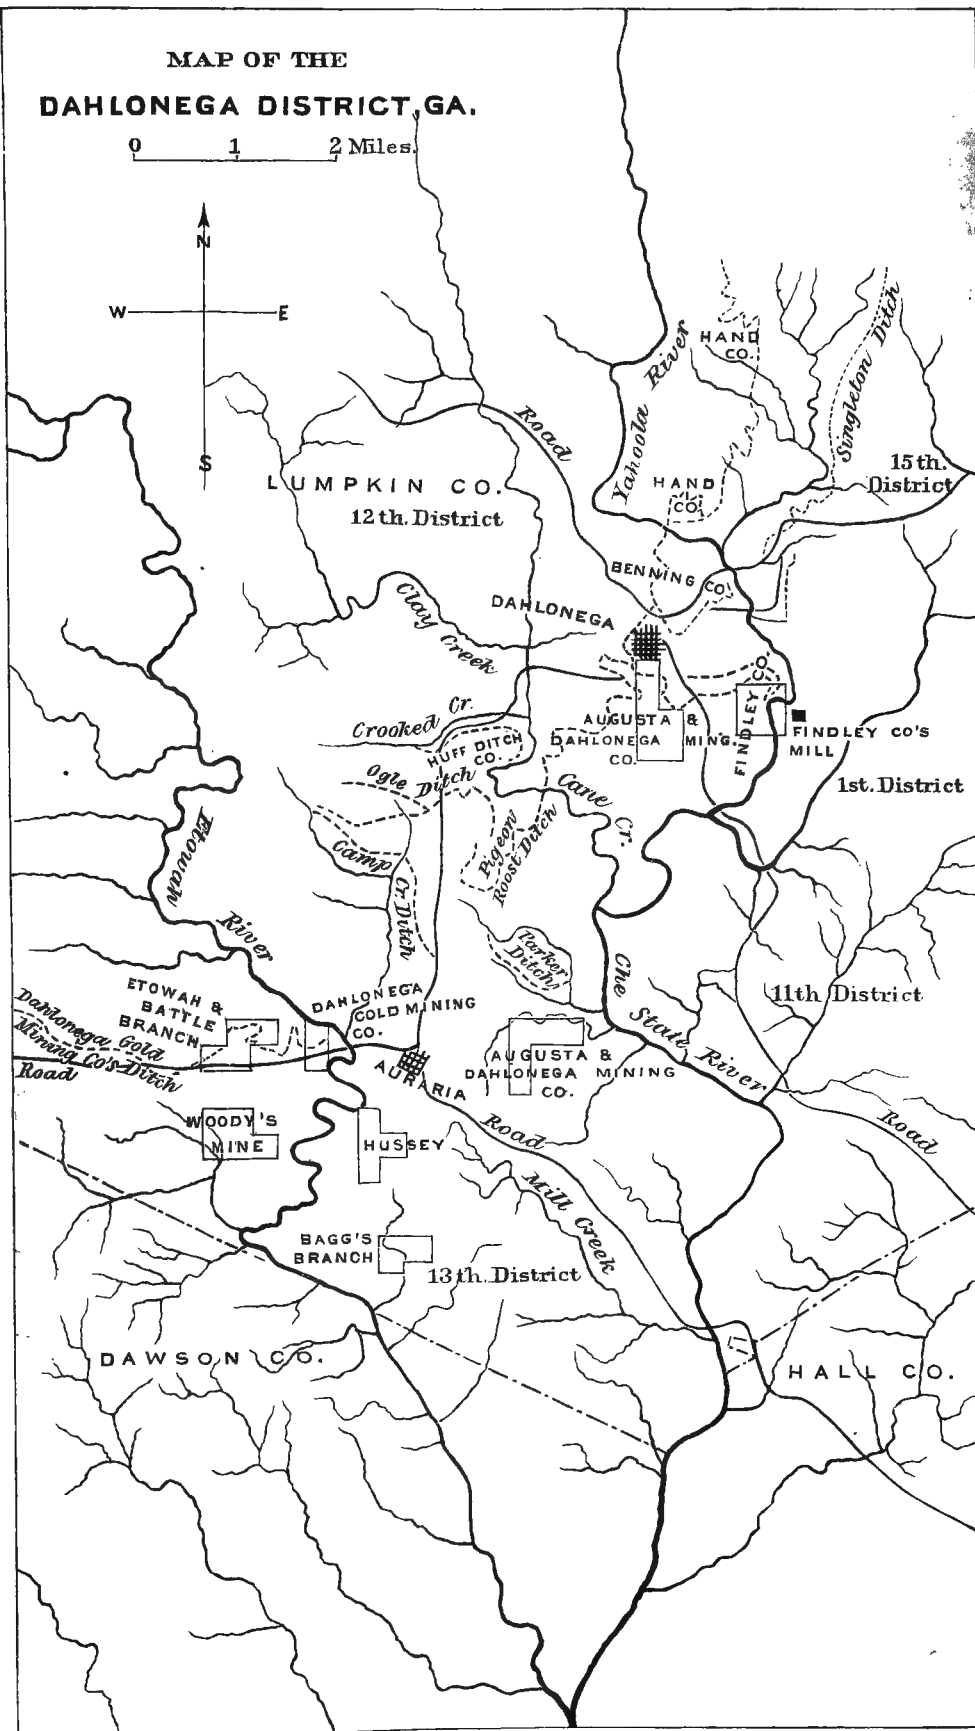 MAP OF THE
DAHLONEGA DISTRICT, GA.
0 1 2 Miles.
N
W E
S
HAND
CO.
Yahoola River
Singleton Ditch
Road
15th.
District
LUMPKIN CO.
12th. District
HAND
CO.
BENNING CO.
DAHLONEGA
Clay Creek
Crooked Cr.
HUFF DITCH
CO.
AUGUSTA &
DAHLONEGA MING.
CO.
FINDLEY CO.
FINDLEY CO'S
MILL
1st. District
Ogle Ditch
Cane Cr.
Pigeon
Roost Ditch
Camp Cr. Ditch
Etowah River
Parker
Ditch
Che Stati River
11th District
ETOWAH &
BATTLE
BRANCH
DAHLONEGA
GOLD MINING
CO.
Dahlonega Gold
Mining Co's Ditch
Road
AURARIA
AUGUSTA &
DAHLONEGA MINING
CO.
WOODY'S
MINE
HUSSEY
Road
Road
Mill Creek
BAGG'S
BRANCH
13th. District
DAWSON CO.
HALL CO.